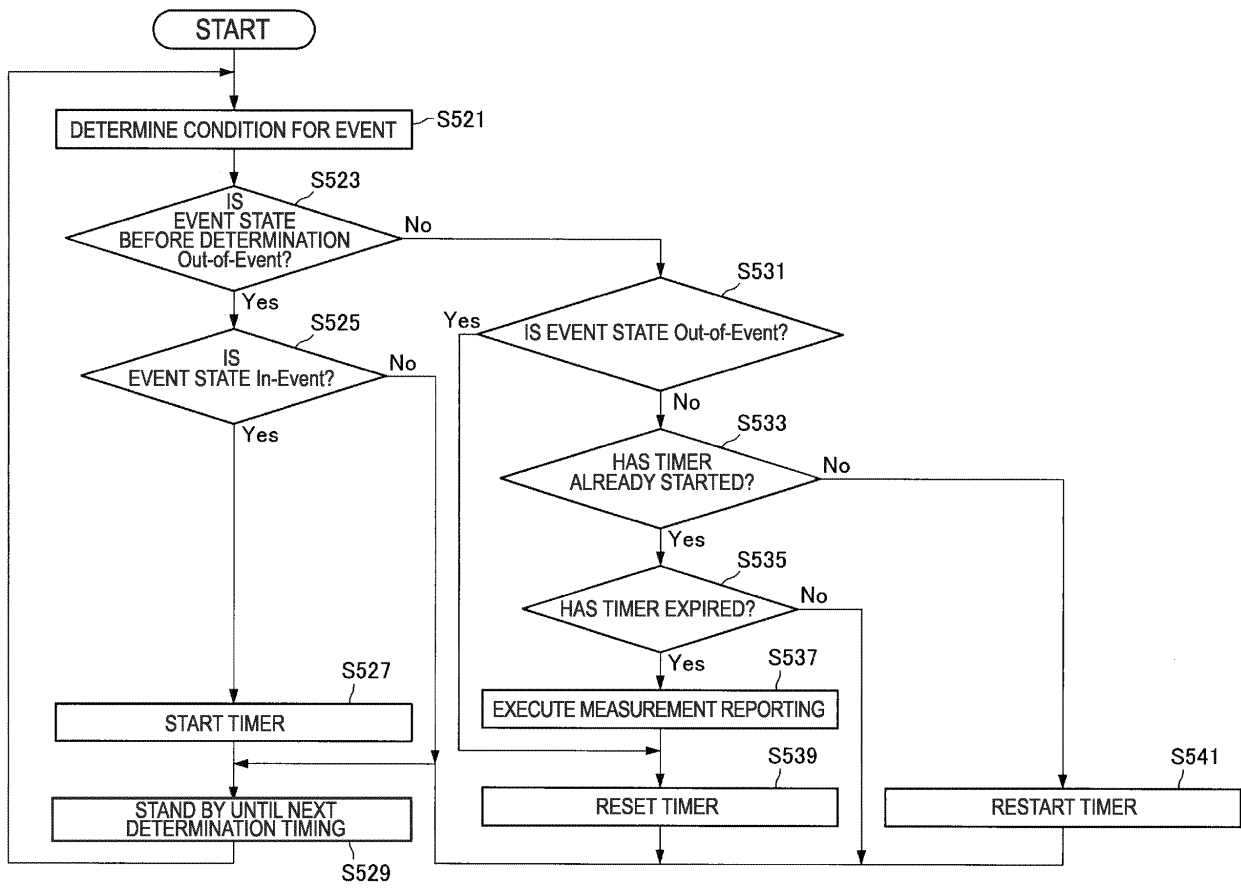 START
DETERMINE CONDITION FOR EVENT
S521
S523
IS
EVENT STATE
BEFORE DETERMINATION
Out-of-Event?
No
Yes
S525
IS
EVENT STATE In-Event?
No
Yes
S527
START TIMER
STAND BY UNTIL NEXT
DETERMINATION TIMING
S529
S531
IS EVENT STATE Out-of-Event?
Yes
No
S533
HAS TIMER
ALREADY STARTED?
No
Yes
S535
HAS TIMER EXPIRED?
No
Yes
S537
EXECUTE MEASUREMENT REPORTING
S539
RESET TIMER
S541
RESTART TIMER